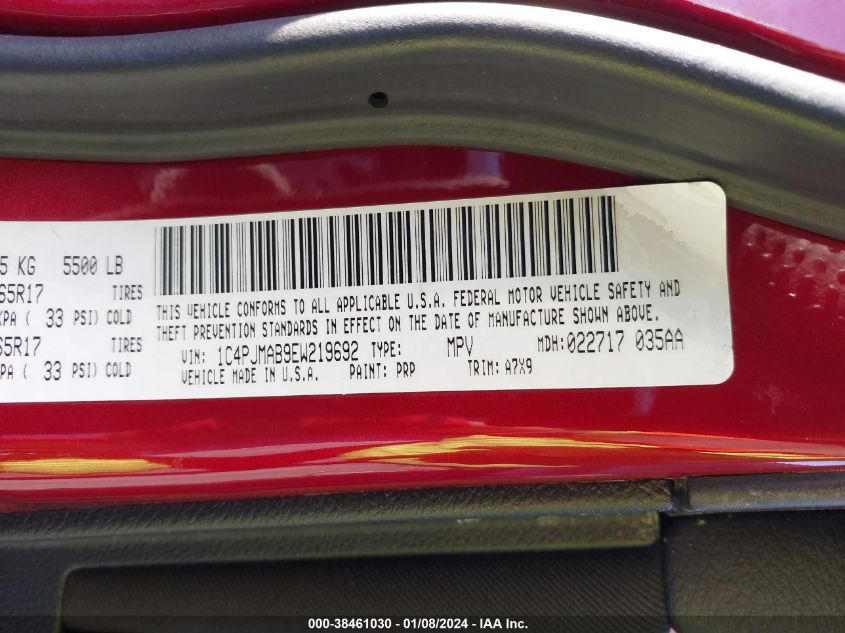 5 KG 5500 LB
65R17 TIRES
KPA ( 33 PSI) COLD
65R17 TIRES
PA ( 33 PSI) COLD
THIS VEHICLE CONFORMS TO ALL APPLICABLE U.S.A. FEDERAL MOTOR VEHICLE SAFETY AND
THEFT PREVENTION STANDARDS IN EFFECT ON THE DATE OF MANUFACTURE SHOWN ABOVE.
VIN: 1C4PJMAB9EW219692 TYPE: MPV MDH:022717 035AA
VEHICLE MADE IN U.S.A. PAINT: PRP TRIM: A7X9
000-38461030 - 01/08/2024 - IAA Inc.